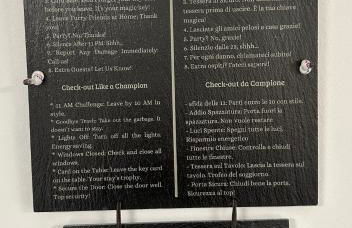 before you leave. It's your magic key!
4. Leave Furry Friends at Home: Thank you!
5. Party? No, Thanks!
6. Silence After 11 PM: Shhh..
7. Report Any Damage Immediately: Call us!
8. Extra Guests? Let Us Know!
Check-out Like a Champion
* 11 AM Challenge: Leave by 10 AM in style.
* Goodbye Trash: Take out the garbage. It doesn't want to stay.
* Lights Off: Turn off all the lights. Energy saving.
* Windows Closed: Check and close all windows.
* Card on the Table: Leave the key card on the table. Your stay's trophy.
* Secure the Door: Close the door well. Top security!
tessera prima di uscire. È la tua chiave magica!
4. Lasciate gli amici pelosi a casa: grazie!
5. Party? No, grazie!
6. Silenzio dalle 23, shhh..
7. Per ogni danno, chiamateci subito!
8. Extra ospiti? Fateci sapere!
Check-out da Campione
- sfida delle 11: Parti entro le 10 con stile.
- Addio Spazzatura: Porta fuori la spazzatura. Non vuole restare
- Luci Spente: Spegni tutte le luci. Risparmio energetico
- Finestre Chiuse: Controlla e chiudi tutte le finestre.
- Tessera sul Tavolo: Lascia la tessera sul tavolo. Trofeo del soggiorno.
- Porta Sicura: Chiudi bene la porta. Sicurezza al top!